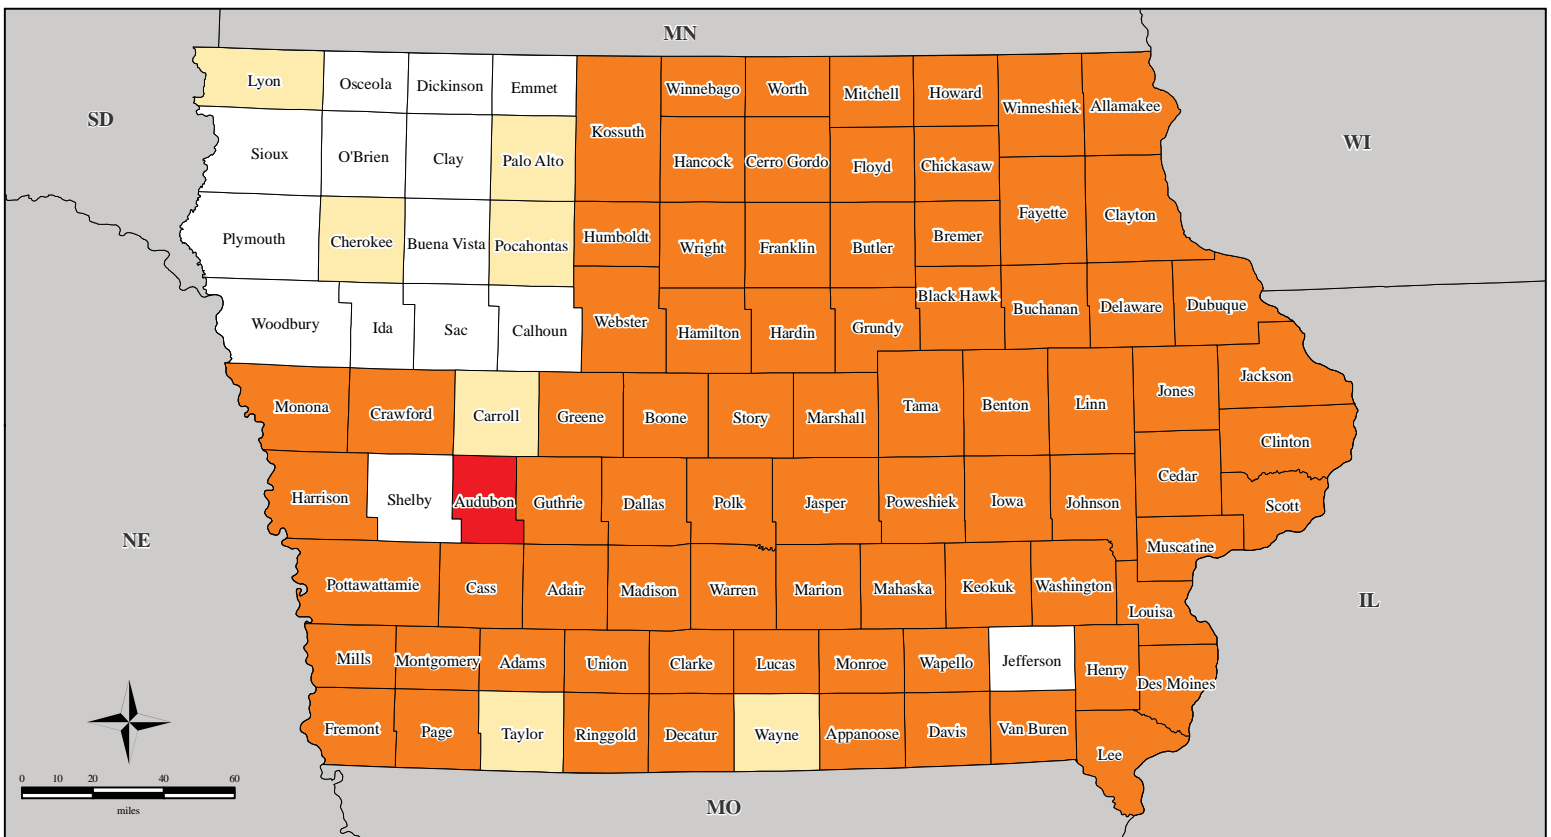 MN
SD
WI
NE
IL
MO
Lyon
Osceola
Dickinson
Emmet
Kossuth
Winnebago
Worth
Mitchell
Howard
Winneshiek
Allamakee
Sioux
O'Brien
Clay
Palo Alto
Hancock
Cerro Gordo
Floyd
Chickasaw
Fayette
Clayton
Plymouth
Cherokee
Buena Vista
Pocahontas
Humboldt
Wright
Franklin
Butler
Bremer
Woodbury
Ida
Sac
Calhoun
Webster
Hamilton
Hardin
Grundy
Black Hawk
Buchanan
Delaware
Dubuque
Monona
Crawford
Carroll
Greene
Boone
Story
Marshall
Tama
Benton
Linn
Jones
Jackson
Clinton
Harrison
Shelby
Audubon
Guthrie
Dallas
Polk
Jasper
Poweshiek
Iowa
Johnson
Cedar
Scott
Muscatine
Pottawattamie
Cass
Adair
Madison
Warren
Marion
Mahaska
Keokuk
Washington
Louisa
Mills
Montgomery
Adams
Union
Clarke
Lucas
Monroe
Wapello
Jefferson
Henry
Des Moines
Fremont
Page
Taylor
Ringgold
Decatur
Wayne
Appanoose
Davis
Van Buren
Lee
0 10 20 40 60
miles